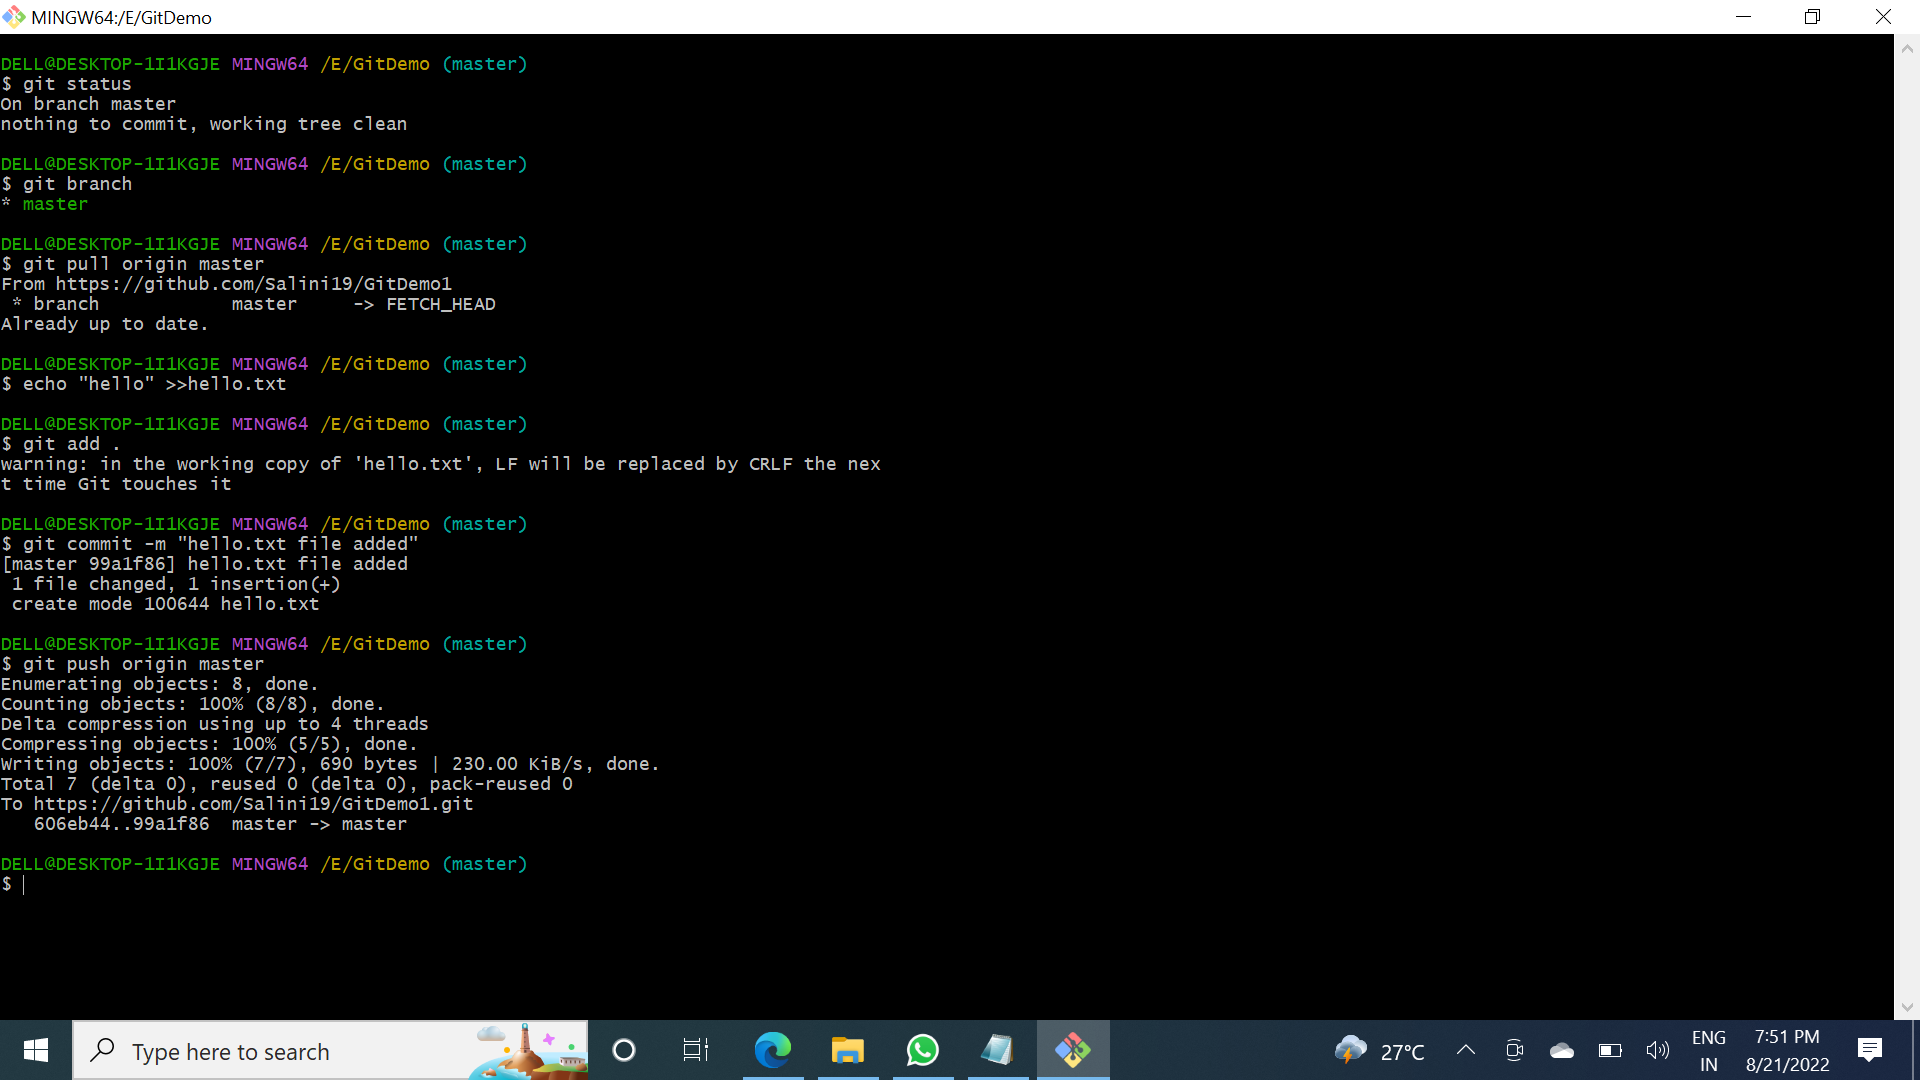 MINGW64:/E/GitDemo
DELL@DESKTOP-1I1KGJE MINGW64 /E/GitDemo (master)
$ git status
On branch master
nothing to commit, working tree clean
DELL@DESKTOP-1I1KGJE MINGW64 /E/GitDemo (master)
$ git branch
* master
DELL@DESKTOP-1I1KGJE MINGW64 /E/GitDemo (master)
$ git pull origin master
From https://github.com/Salini19/GitDemo1
 * branch            master     -> FETCH_HEAD
Already up to date.
DELL@DESKTOP-1I1KGJE MINGW64 /E/GitDemo (master)
$ echo "hello" >>hello.txt
DELL@DESKTOP-1I1KGJE MINGW64 /E/GitDemo (master)
$ git add .
warning: in the working copy of 'hello.txt', LF will be replaced by CRLF the nex
t time Git touches it
DELL@DESKTOP-1I1KGJE MINGW64 /E/GitDemo (master)
$ git commit -m "hello.txt file added"
[master 99a1f86] hello.txt file added
 1 file changed, 1 insertion(+)
 create mode 100644 hello.txt
DELL@DESKTOP-1I1KGJE MINGW64 /E/GitDemo (master)
$ git push origin master
Enumerating objects: 8, done.
Counting objects: 100% (8/8), done.
Delta compression using up to 4 threads
Compressing objects: 100% (5/5), done.
Writing objects: 100% (7/7), 690 bytes | 230.00 KiB/s, done.
Total 7 (delta 0), reused 0 (delta 0), pack-reused 0
To https://github.com/Salini19/GitDemo1.git
   606eb44..99a1f86  master -> master
DELL@DESKTOP-1I1KGJE MINGW64 /E/GitDemo (master)
$
Type here to search
27°C
ENG
IN
7:51 PM
8/21/2022